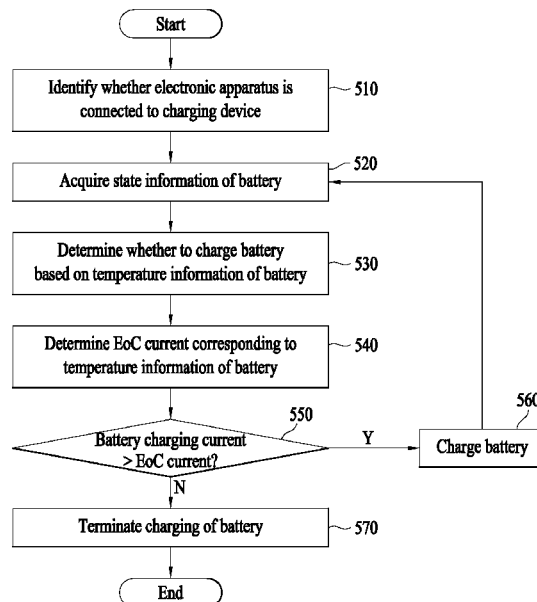 Start
Identify whether electronic apparatus is
connected to charging device
510
Acquire state information of battery
520
Determine whether to charge battery
based on temperature information of battery
530
Determine EoC current corresponding to
temperature information of battery
540
Battery charging current
> EoC current?
550
Y
Charge battery
560
N
Terminate charging of battery
570
End